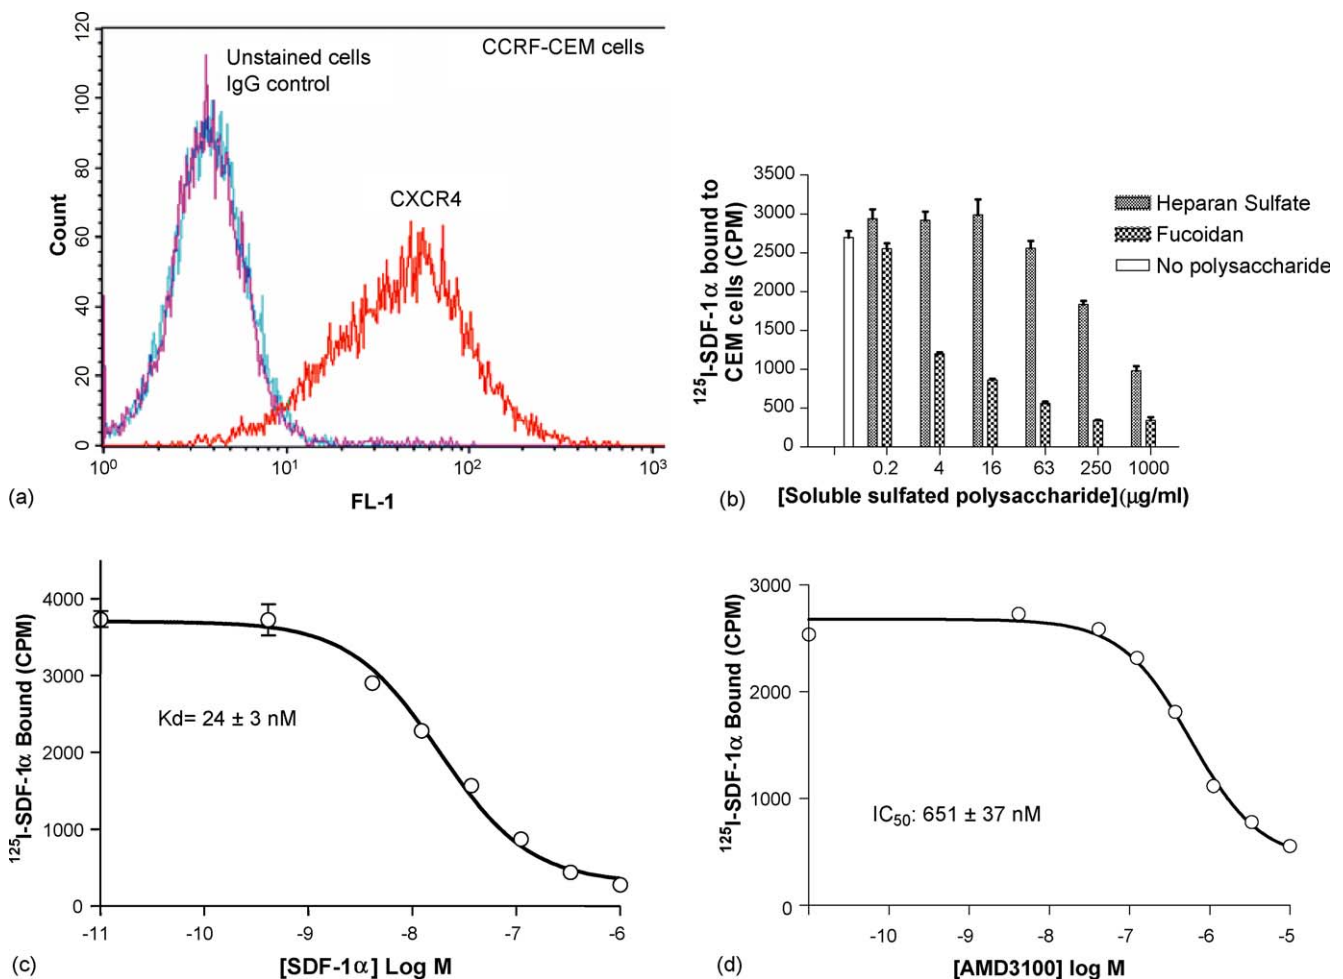 120
100
80
60
40
20
0
Count
Unstained cells
IgG control
CCRF-CEM cells
CXCR4
10⁰
10¹
10²
10³
FL-1
(a)
¹²⁵I-SDF-1α bound to
CEM cells (CPM)
3500
3000
2500
2000
1500
1000
500
0
Heparan Sulfate
Fucoidan
No polysaccharide
0.2 4 16 63 250 1000
[Soluble sulfated polysaccharide](μg/ml)
(b)
¹²⁵I-SDF-1α Bound (CPM)
4000
3000
2000
1000
0
Kd= 24 ± 3 nM
-11 -10 -9 -8 -7 -6
[SDF-1α] Log M
(c)
¹²⁵I-SDF-1α Bound (CPM)
3000
2000
1000
0
IC₅₀: 651 ± 37 nM
-10 -9 -8 -7 -6 -5
[AMD3100] log M
(d)